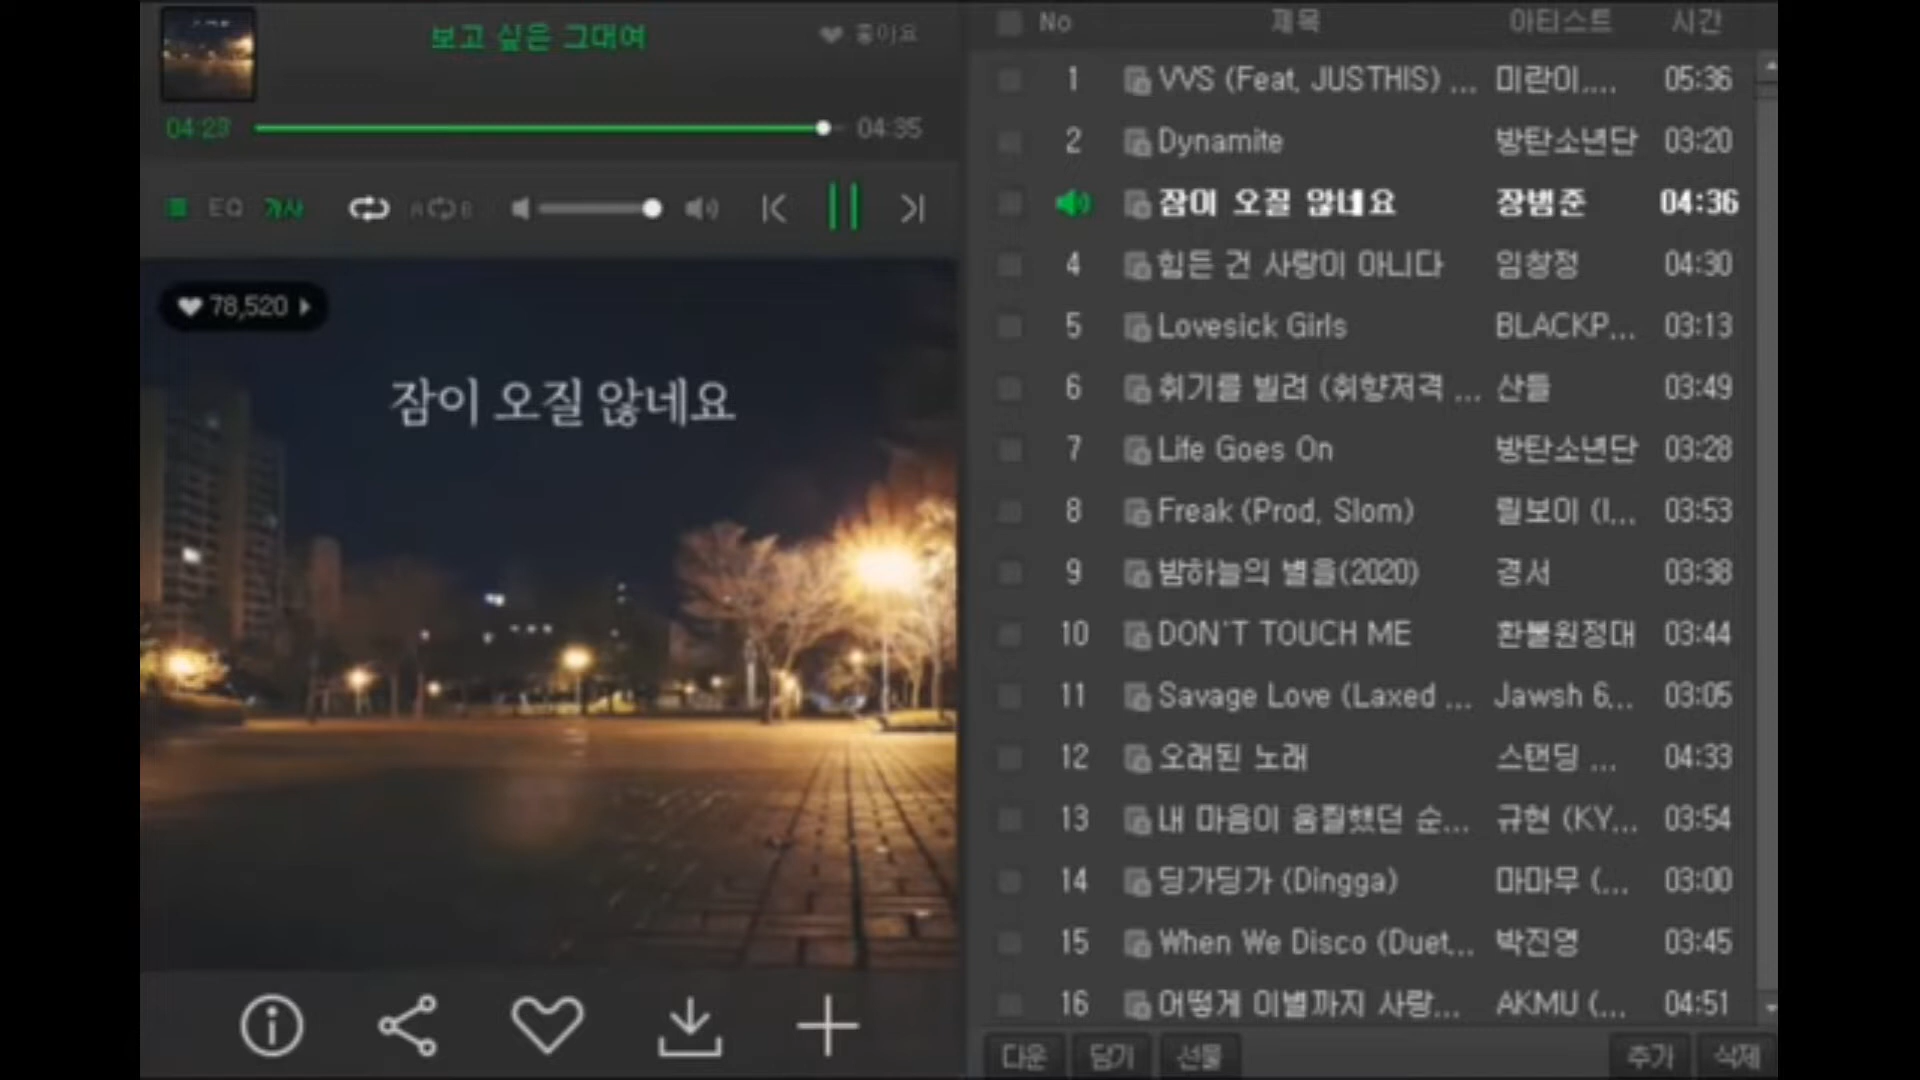 보고 싶은 그대여
좋아요
04:23
04:35
EQ 가사 A B
78,520
잠이 오질 않네요
No 제목 아티스트 시간
1 VVS (Feat. JUSTHIS) ... 미란이,... 05:36
2 Dynamite 방탄소년단 03:20
잠이 오질 않네요 장범준 04:36
4 힘든 건 사랑이 아니다 임창정 04:30
5 Lovesick Girls BLACKP... 03:13
6 취기를 빌려 (취향저격 ... 산들 03:49
7 Life Goes On 방탄소년단 03:28
8 Freak (Prod. Slom) 릴보이 (l... 03:53
9 밤하늘의 별을(2020) 경서 03:38
10 DON'T TOUCH ME 환불원정대 03:44
11 Savage Love (Laxed ... Jawsh 6... 03:05
12 오래된 노래 스탠딩 ... 04:33
13 내 마음이 움찔했던 순... 규현 (KY... 03:54
14 딩가딩가 (Dingga) 마마무 (... 03:00
15 When We Disco (Duet... 박진영 03:45
16 어떻게 이별까지 사랑... AKMU (... 04:51
다운 담기 선물 추가 삭제